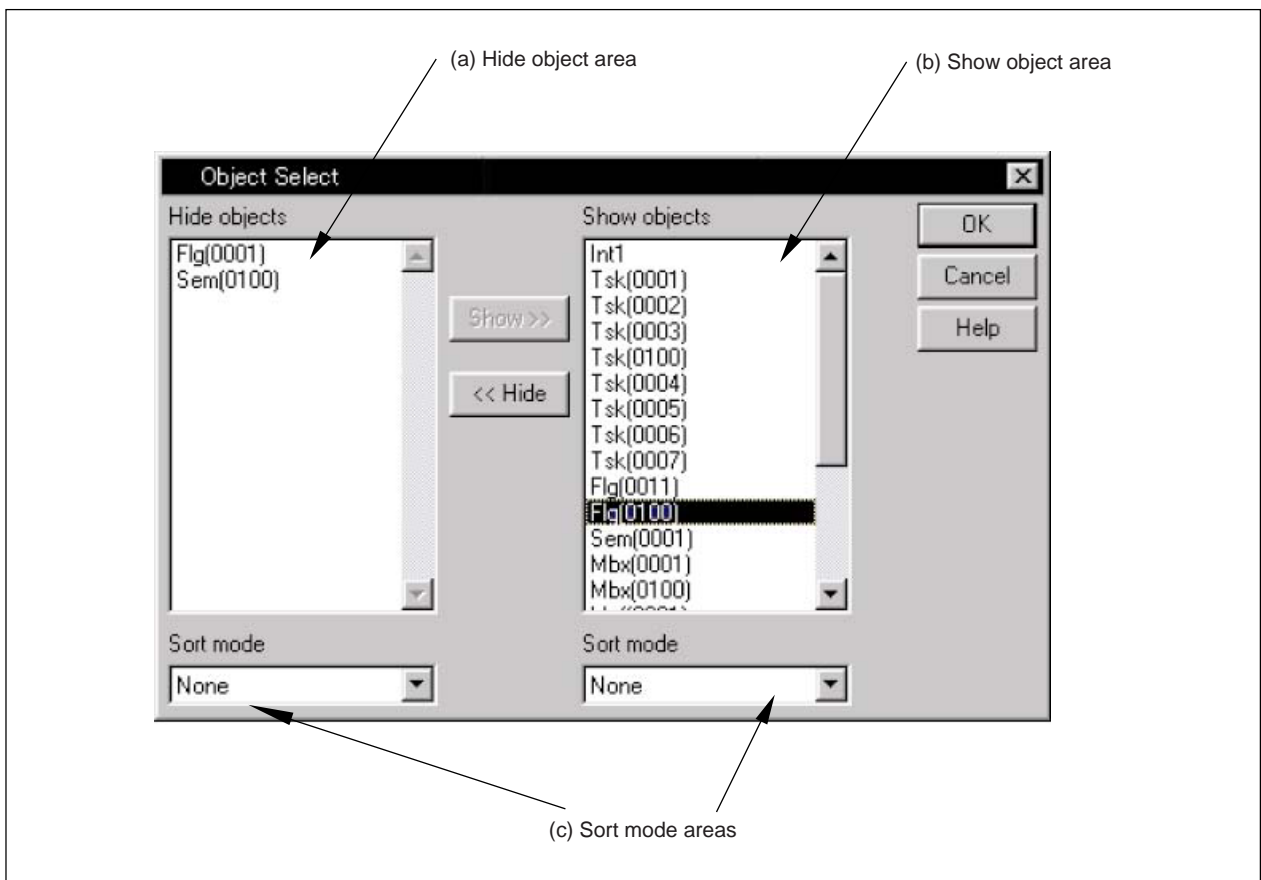 (a) Hide object area
(b) Show object area
Object Select
Hide objects
Show objects
Flg(0001)
Sem(0100)
Show >>
<< Hide
Int1
Tsk(0001)
Tsk(0002)
Tsk(0003)
Tsk(0100)
Tsk(0004)
Tsk(0005)
Tsk(0006)
Tsk(0007)
Flg(0011)
Flg(0100)
Sem(0001)
Mbx(0001)
Mbx(0100)
OK
Cancel
Help
Sort mode
Sort mode
None
None
(c) Sort mode areas